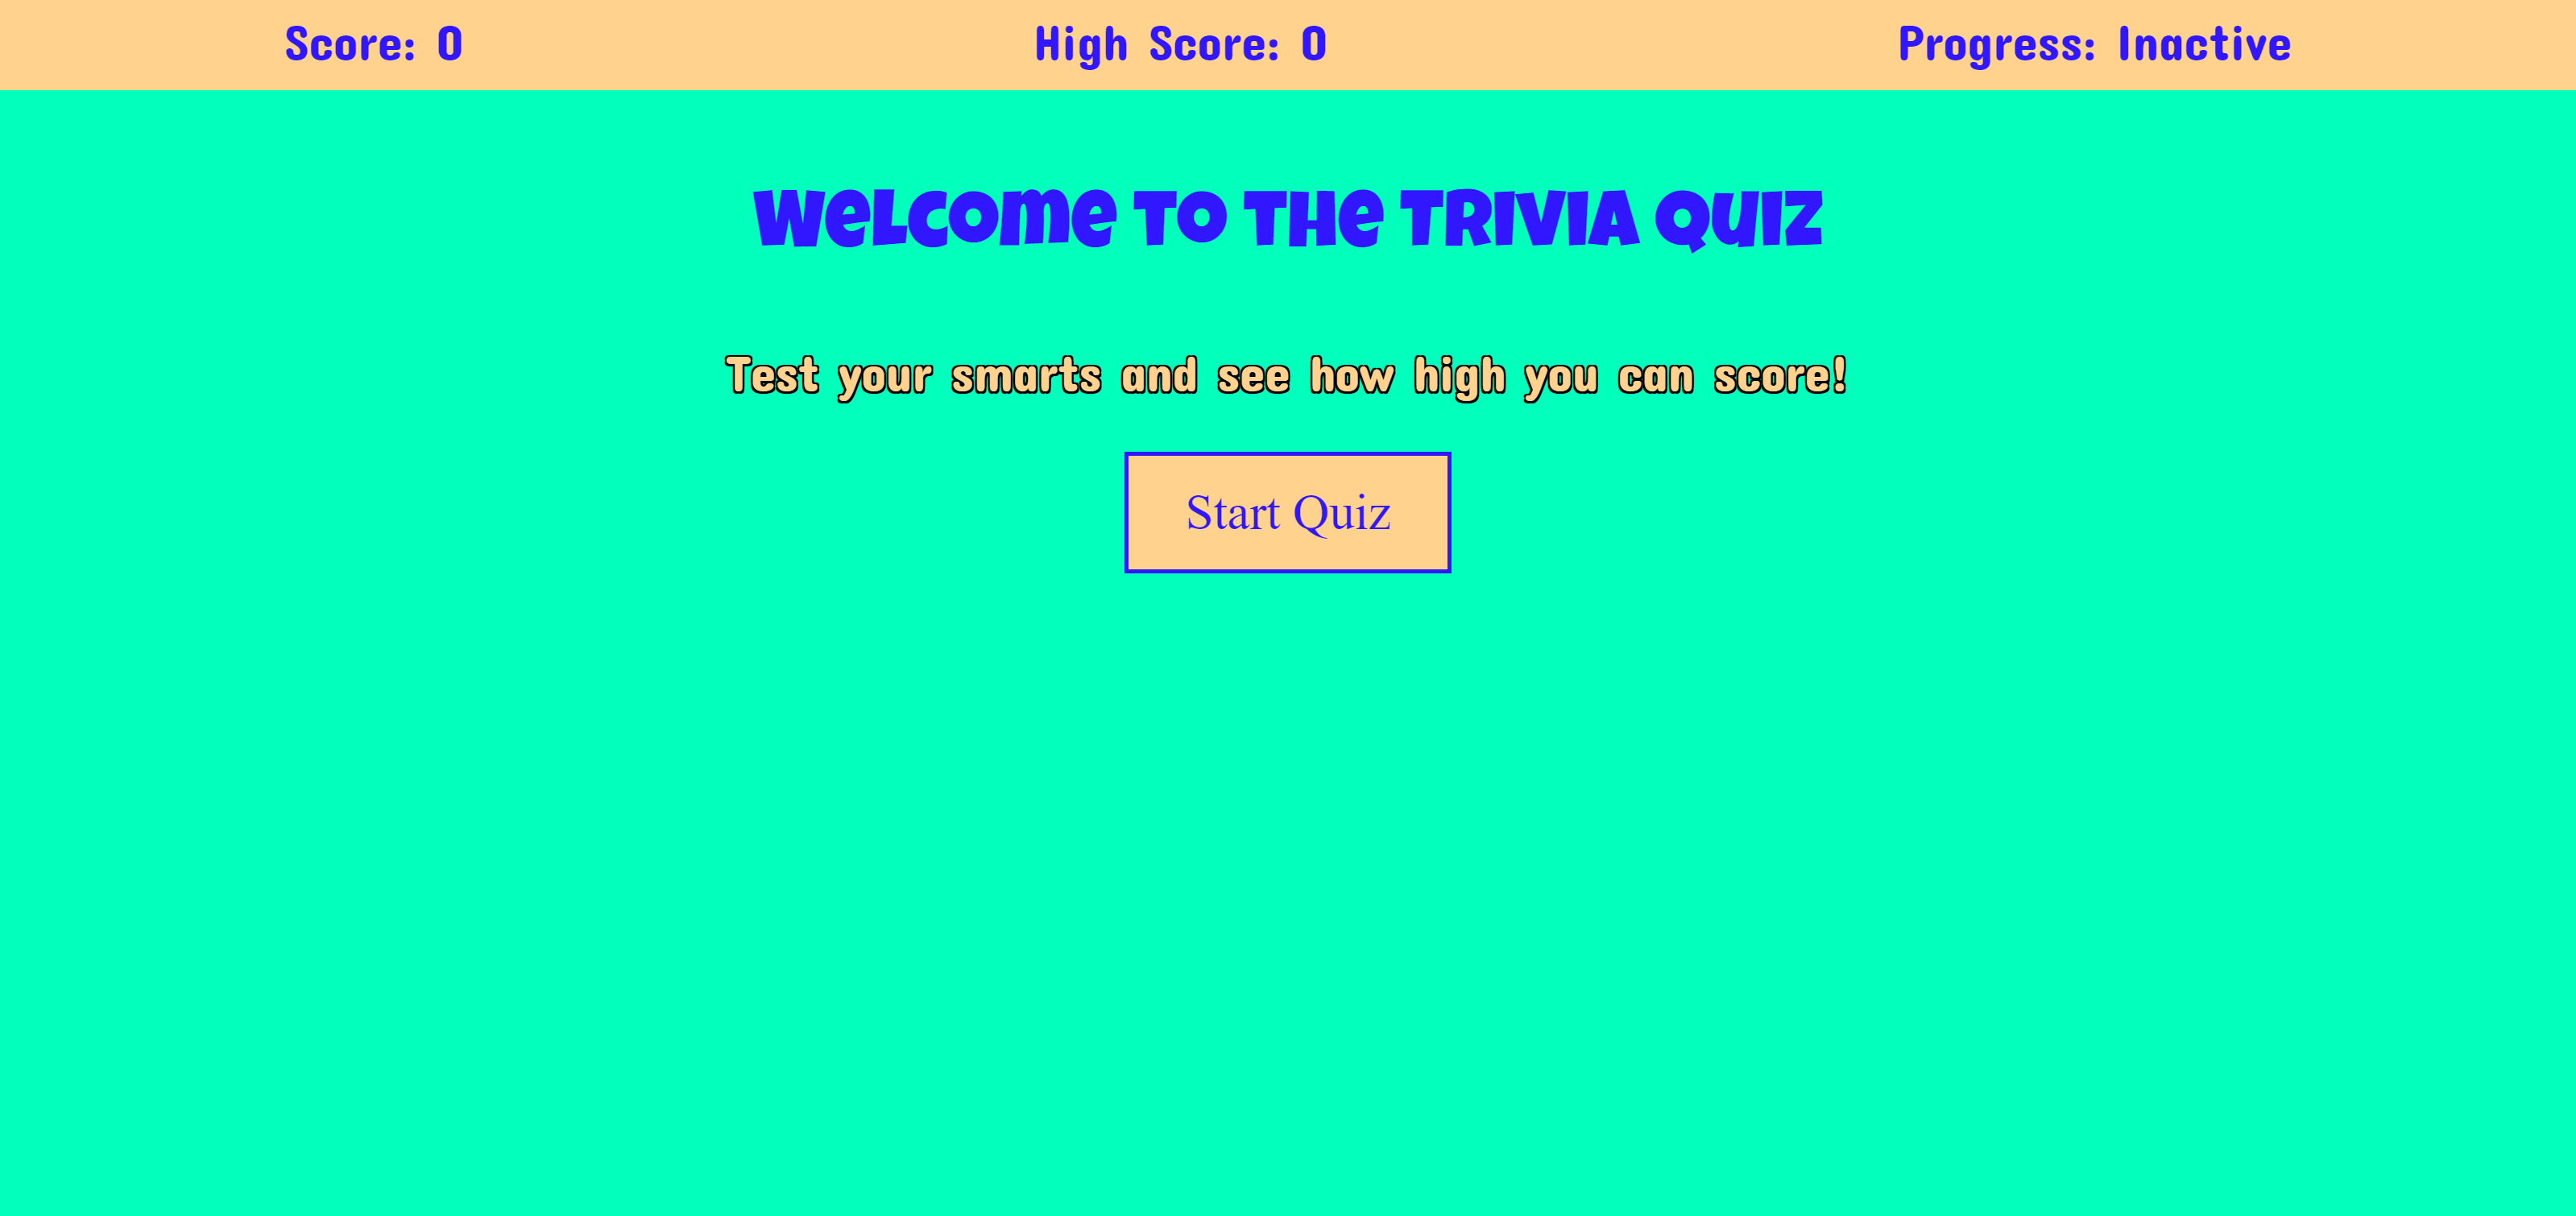 Score: 0 High Score: 0 Progress: Inactive
Welcome to the Trivia Quiz
Test your smarts and see how high you can score!
Start Quiz